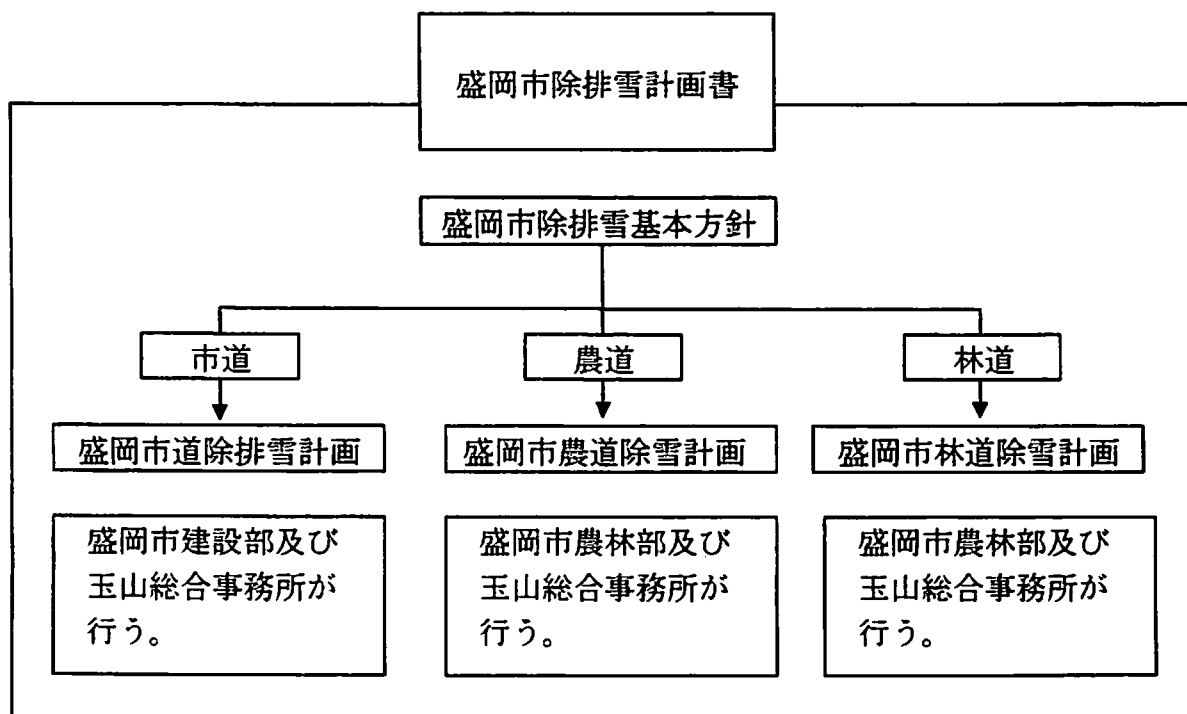 盛岡市除排雪計画書
盛岡市除排雪基本方針
市道
農道
林道
盛岡市道除排雪計画
盛岡市農道除雪計画
盛岡市林道除雪計画
盛岡市建設部及び
玉山総合事務所が
行う。
盛岡市農林部及び
玉山総合事務所が
行う。
盛岡市農林部及び
玉山総合事務所が
行う。